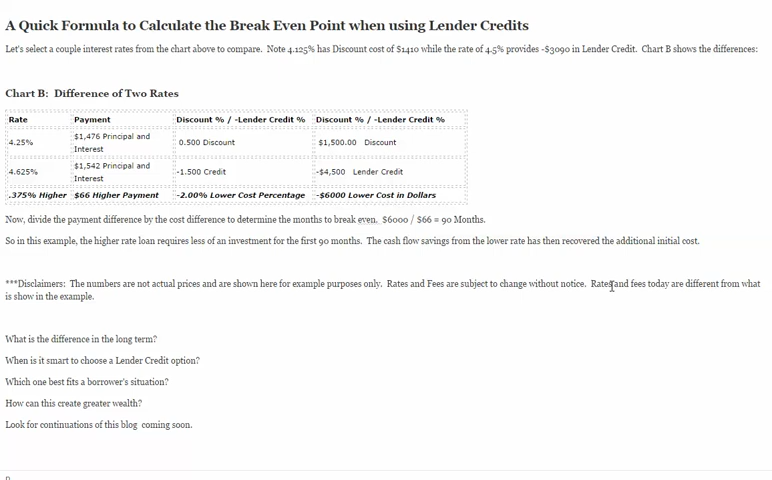 A Quick Formula to Calculate the Break Even Point when using Lender Credits
Let's select a couple interest rates from the chart above to compare.  Note 4.125% has Discount cost of $1410 while the rate of 4.5% provides -$3090 in Lender Credit.  Chart B shows the differences:
Chart B:  Difference of Two Rates
Rate Payment Discount % / -Lender Credit % Discount % / -Lender Credit %
4.25% $1,476 Principal and Interest 0.500 Discount $1,500.00 Discount
4.625% $1,542 Principal and Interest -1.500 Credit -$4,500 Lender Credit
.375% Higher $66 Higher Payment -2.00% Lower Cost Percentage -$6000 Lower Cost in Dollars
Now, divide the payment difference by the cost difference to determine the months to break even.  $6000 / $66 = 90 Months.
So in this example, the higher rate loan requires less of an investment for the first 90 months.  The cash flow savings from the lower rate has then recovered the additional initial cost.
***Disclaimers:  The numbers are not actual prices and are shown here for example purposes only.  Rates and Fees are subject to change without notice.  Rates and fees today are different from what
is show in the example.
What is the difference in the long term?
When is it smart to choose a Lender Credit option?
Which one best fits a borrower's situation?
How can this create greater wealth?
Look for continuations of this blog  coming soon.